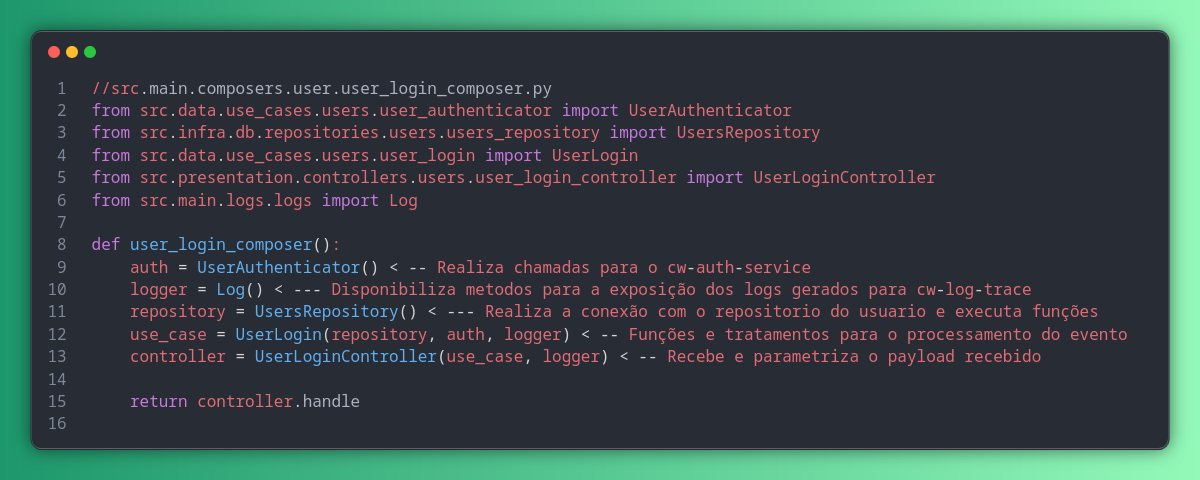 1 //src.main.composers.user.user_login_composer.py
2 from src.data.use_cases.users.user_authenticator import UserAuthenticator
3 from src.infra.db.repositories.users.users_repository import UsersRepository
4 from src.data.use_cases.users.user_login import UserLogin
5 from src.presentation.controllers.users.user_login_controller import UserLoginController
6 from src.main.logs.logs import Log
7
8 def user_login_composer():
9     auth = UserAuthenticator() < -- Realiza chamadas para o cw-auth-service
10     logger = Log() < --- Disponibiliza metodos para a exposição dos logs gerados para cw-log-trace
11     repository = UsersRepository() < --- Realiza a conexão com o repositorio do usuario e executa funções
12     use_case = UserLogin(repository, auth, logger) < -- Funções e tratamentos para o processamento do evento
13     controller = UserLoginController(use_case, logger) < -- Recebe e parametriza o payload recebido
14
15     return controller.handle
16